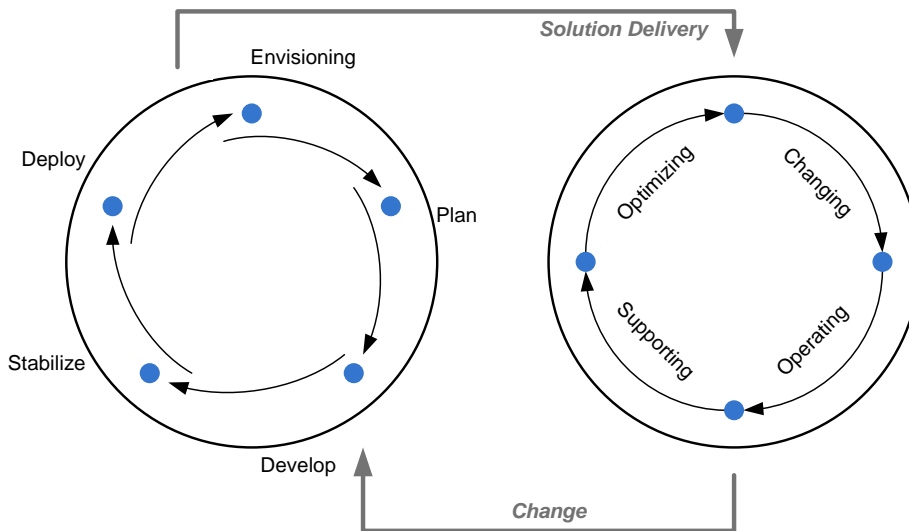 Solution Delivery
Envisioning
Deploy
Plan
Stabilize
Develop
Optimizing
Changing
Supporting
Operating
Change